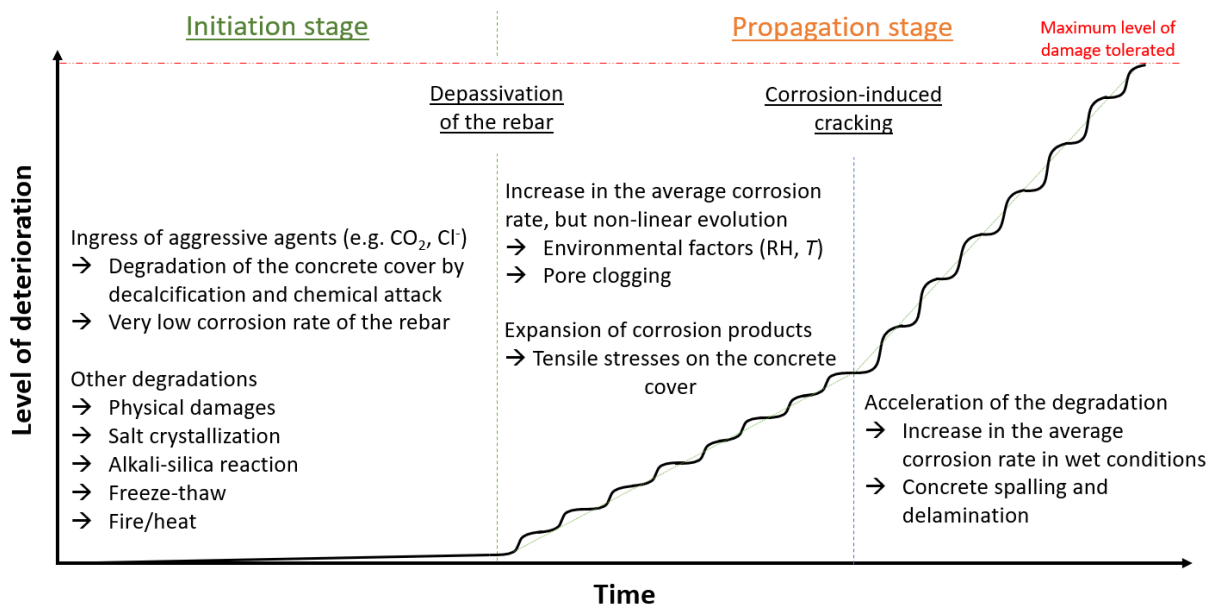 Initiation stage
Propagation stage
Maximum level of
damage tolerated
Depassivation
of the rebar
Corrosion-induced
cracking
Level of deterioration
Ingress of aggressive agents (e.g. CO₂, Cl⁻)
→ Degradation of the concrete cover by
decalcification and chemical attack
→ Very low corrosion rate of the rebar
Other degradations
→ Physical damages
→ Salt crystallization
→ Alkali-silica reaction
→ Freeze-thaw
→ Fire/heat
Increase in the average corrosion
rate, but non-linear evolution
→ Environmental factors (RH, T)
→ Pore clogging
Expansion of corrosion products
→ Tensile stresses on the concrete
cover
Acceleration of the degradation
→ Increase in the average
corrosion rate in wet conditions
→ Concrete spalling and
delamination
Time